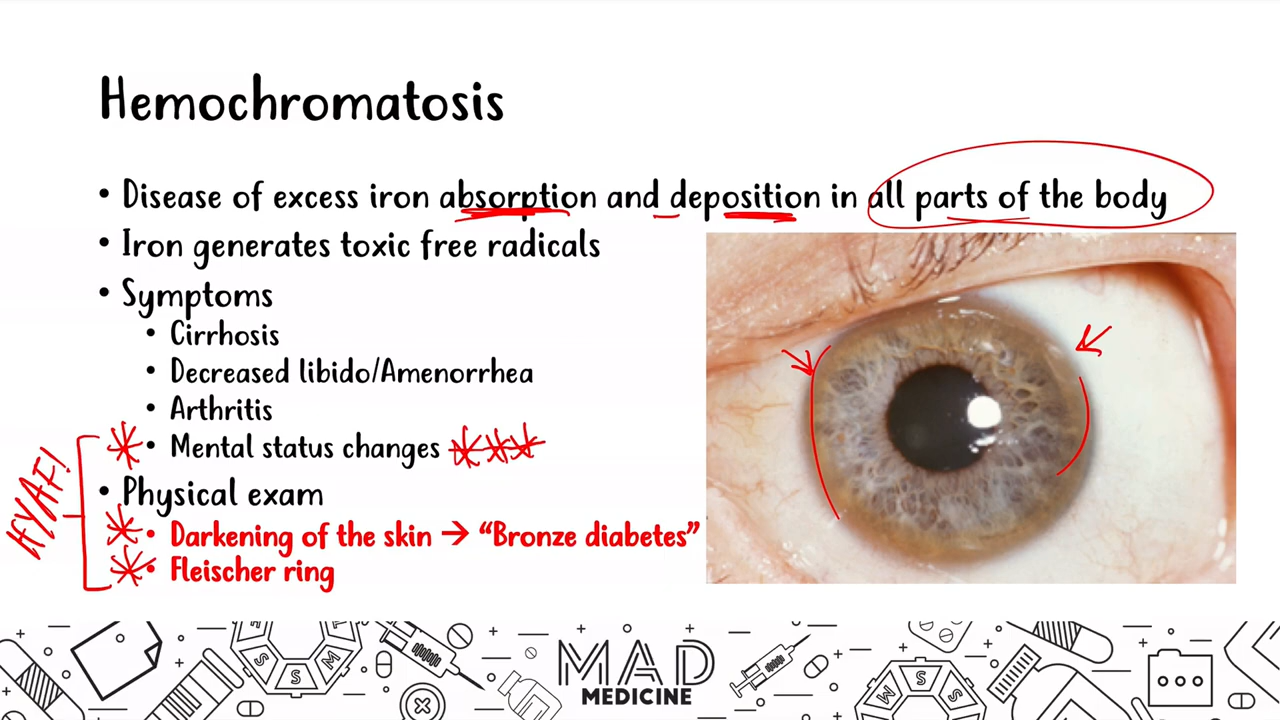 Hemochromatosis
• Disease of excess iron absorption and deposition in all parts of the body
• Iron generates toxic free radicals
• Symptoms
• Cirrhosis
• Decreased libido/Amenorrhea
• Arthritis
• Mental status changes
HYAF!
• Physical exam
• Darkening of the skin → “Bronze diabetes”
• Fleischer ring
MAD
MEDICINE